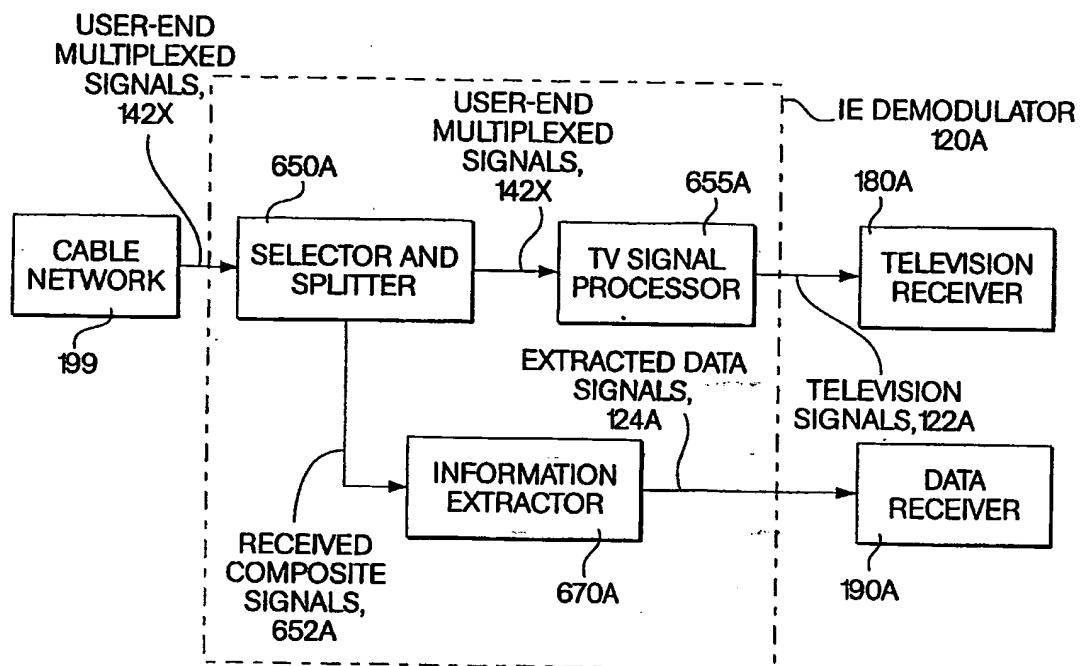 USER-END
MULTIPLEXED
SIGNALS,
142X
USER-END
MULTIPLEXED
SIGNALS,
142X
IE DEMODULATOR
120A
650A
655A
180A
CABLE
NETWORK
SELECTOR AND
SPLITTER
TV SIGNAL
PROCESSOR
TELEVISION
RECEIVER
199
EXTRACTED DATA
SIGNALS,
124A
TELEVISION
SIGNALS, 122A
INFORMATION
EXTRACTOR
DATA
RECEIVER
RECEIVED
COMPOSITE
SIGNALS,
652A
670A
190A